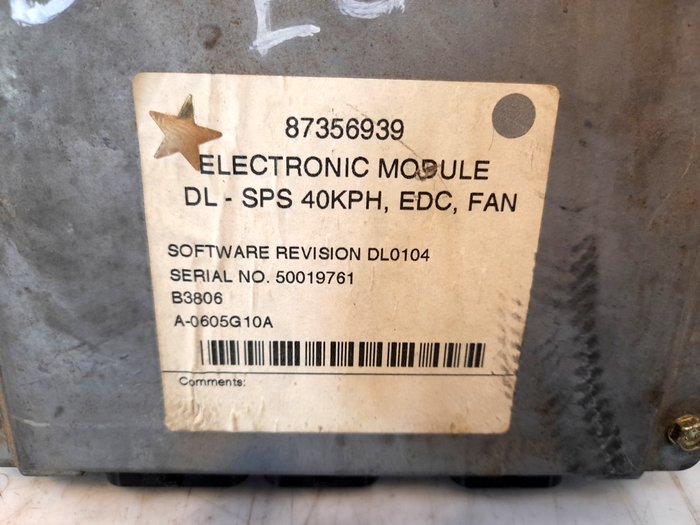 87356939
ELECTRONIC MODULE
DL - SPS 40KPH, EDC, FAN
SOFTWARE REVISION DL0104
SERIAL NO. 50019761
B3806
A-0605G10A
Comments: